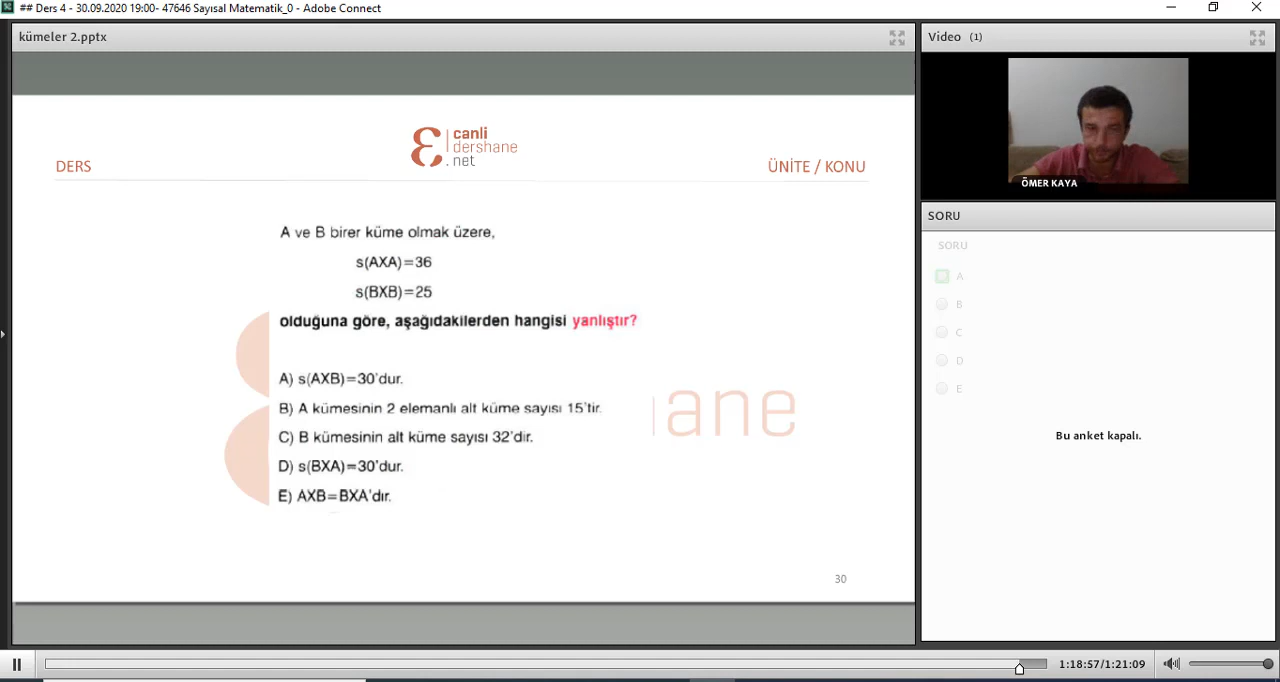 ## Ders 4 - 30.09.2020 19:00- 47646 Sayısal Matematik_0 - Adobe Connect
kümeler 2.pptx
canli
dershane
.net
DERS
ÜNİTE / KONU
A ve B birer küme olmak üzere,
s(AXA)=36
s(BXB)=25
olduğuna göre, aşağıdakilerden hangisi yanlıştır?
A) s(AXB)=30'dur.
B) A kümesinin 2 elemanlı alt küme sayısı 15'tir.
C) B kümesinin alt küme sayısı 32'dir.
D) s(BXA)=30'dur.
E) AXB=BXA'dır.
ane
30
Video (1)
ÖMER KAYA
SORU
SORU
A
B
C
D
E
Bu anket kapalı.
1:18:57/1:21:09